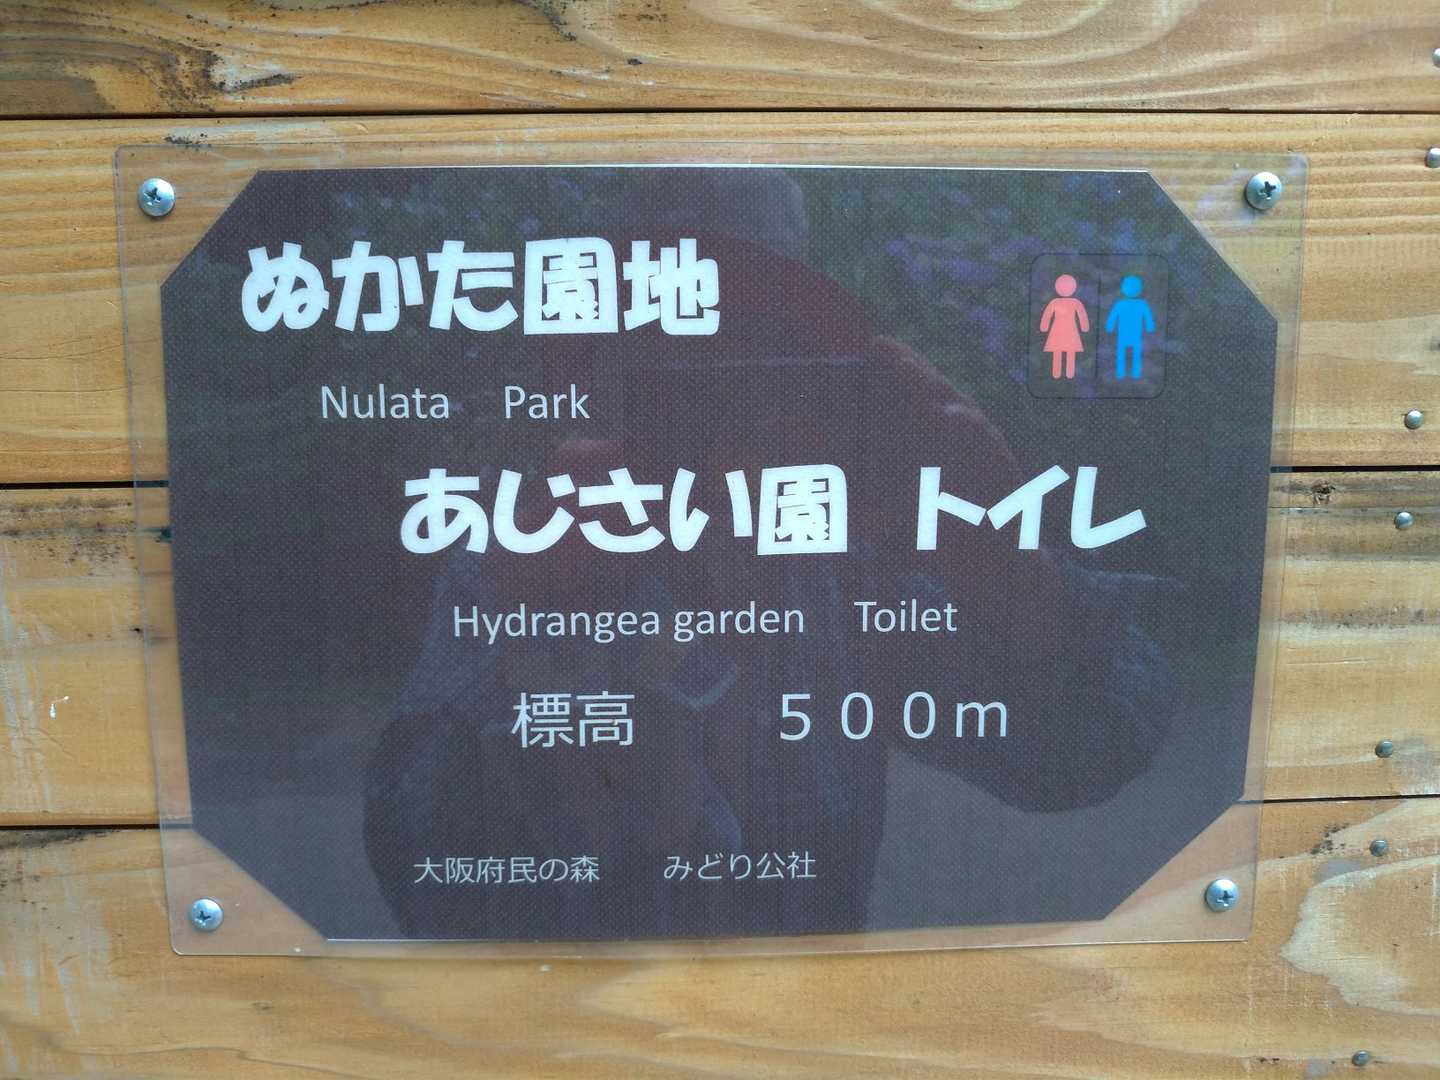 ぬかた園地
Nulata Park
あじさい園 トイレ
Hydrangea garden Toilet
標高 500m
大阪府民の森 みどり公社